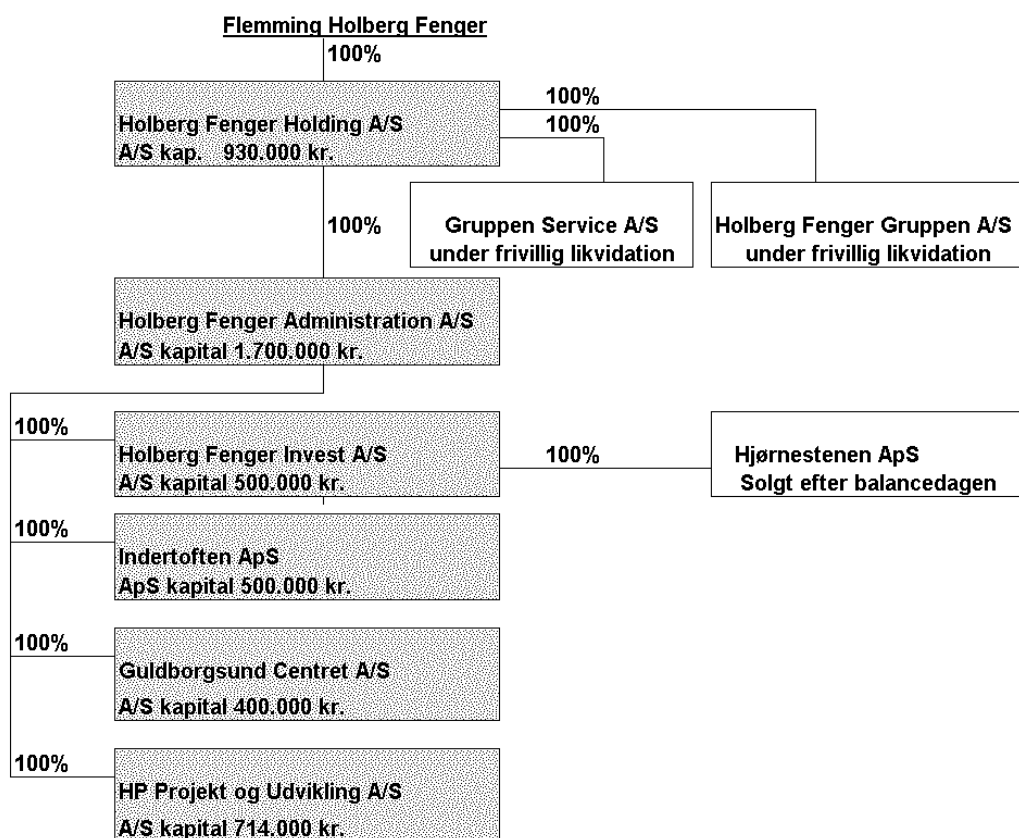 Flemming Holberg Fenger
100%
Holberg Fenger Holding A/S
A/S kap. 930.000 kr.
100%
100%
Gruppen Service A/S
under frivillig likvidation
Holberg Fenger Gruppen A/S
under frivillig likvidation
100%
Holberg Fenger Administration A/S
A/S kapital 1.700.000 kr.
100%
Holberg Fenger Invest A/S
A/S kapital 500.000 kr.
100%
Hjørnestenen ApS
Solgt efter balancedagen
100%
Indertoften ApS
ApS kapital 500.000 kr.
100%
Guldborgsund Centret A/S
A/S kapital 400.000 kr.
100%
HP Projekt og Udvikling A/S
A/S kapital 714.000 kr.